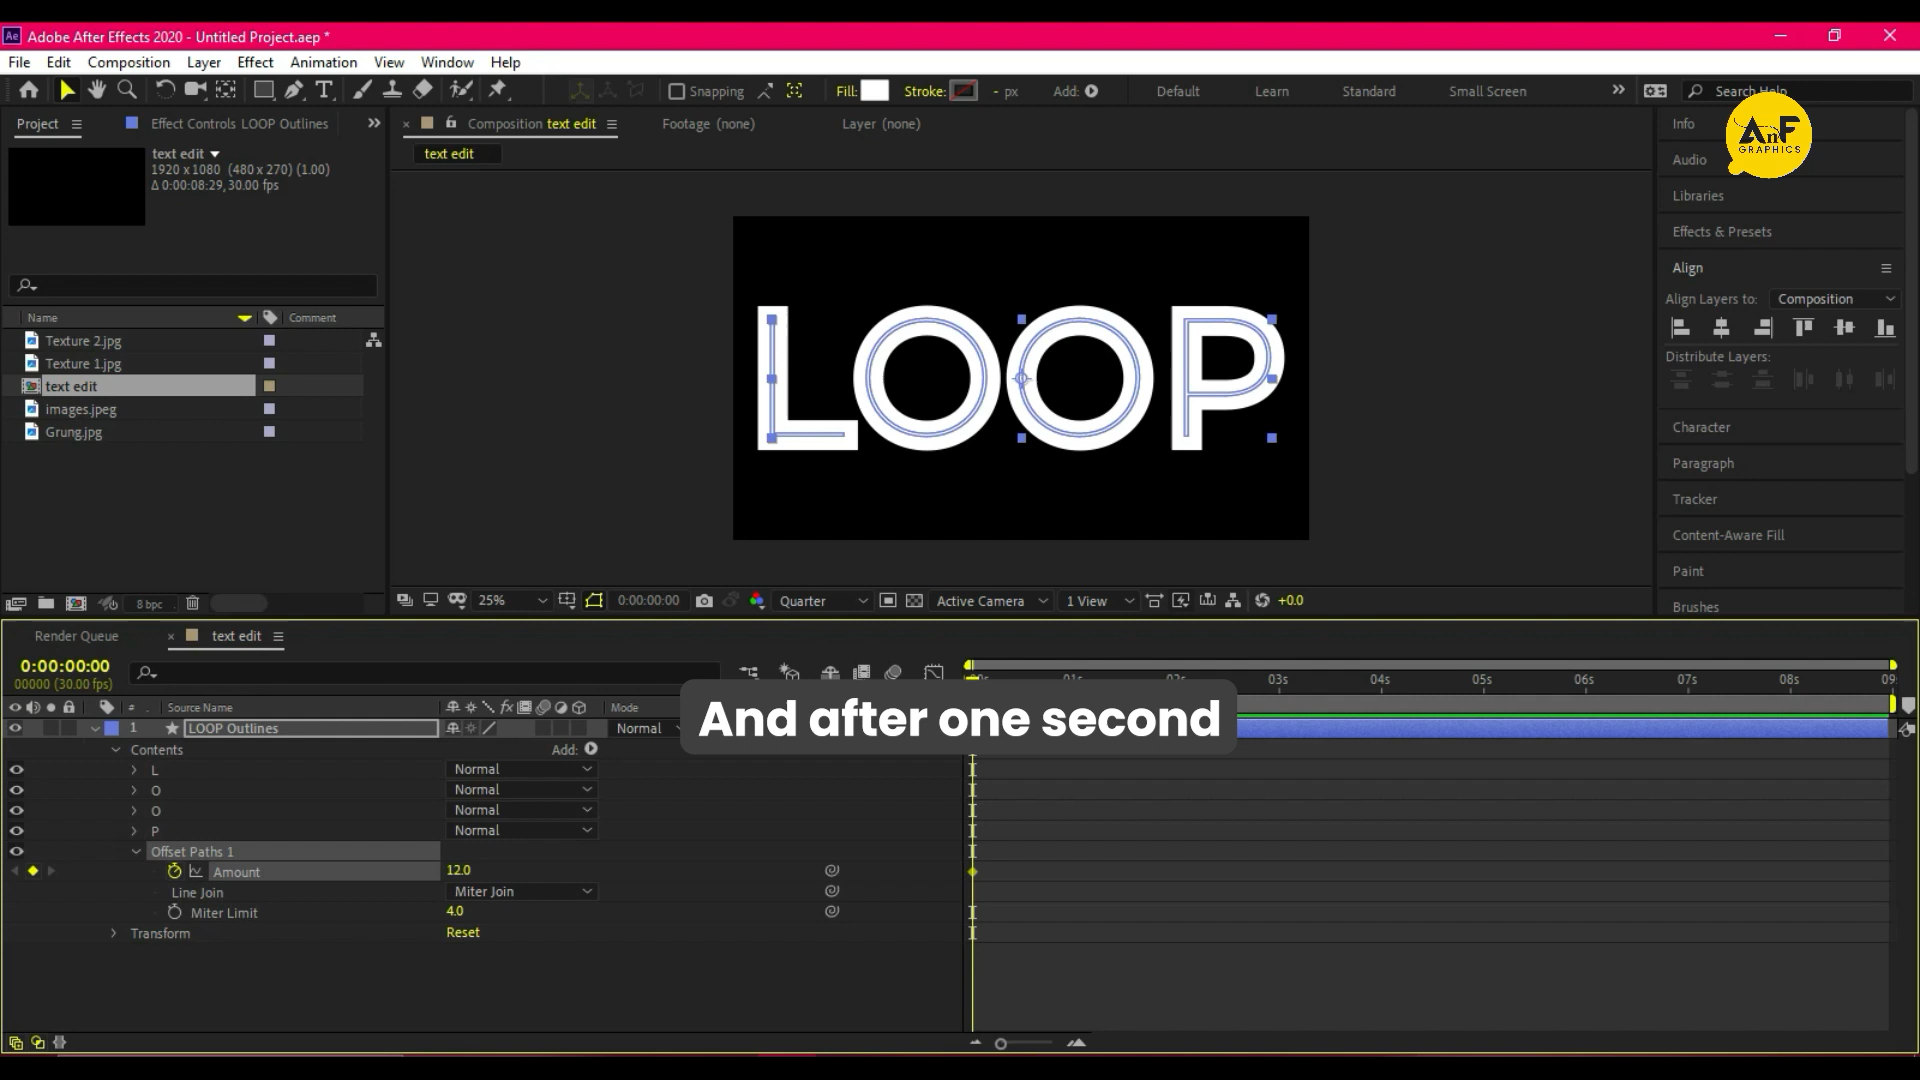 Ae Adobe After Effects 2020 - Untitled Project.aep *
File Edit Composition Layer Effect Animation View Window Help
Snapping Fill: Stroke: - px Add: Default Learn Standard Small Screen Search Help
Project Effect Controls LOOP Outlines
Composition text edit Footage (none) Layer (none)
text edit
text edit
1920 x 1080 (480 x 270) (1.00)
Δ 0:00:08:29, 30.00 fps
Name Comment
Texture 2.jpg
Texture 1.jpg
text edit
images.jpeg
Grung.jpg
8 bpc
LOOP
25% 0:00:00:00 Quarter Active Camera 1 View +0.0
Info
Audio
Libraries
Effects & Presets
Align
Align Layers to: Composition
Distribute Layers:
Character
Paragraph
Tracker
Content-Aware Fill
Paint
Brushes
AnF
GRAPHICS
Render Queue text edit
0:00:00:00
00000 (30.00 fps)
03s 04s 05s 06s 07s 08s 09
# Source Name Mode
And after one second
1 LOOP Outlines Normal
Contents Add:
L Normal
O Normal
O Normal
P Normal
Offset Paths 1
Amount 12.0
Line Join Miter Join
Miter Limit 4.0
Transform Reset